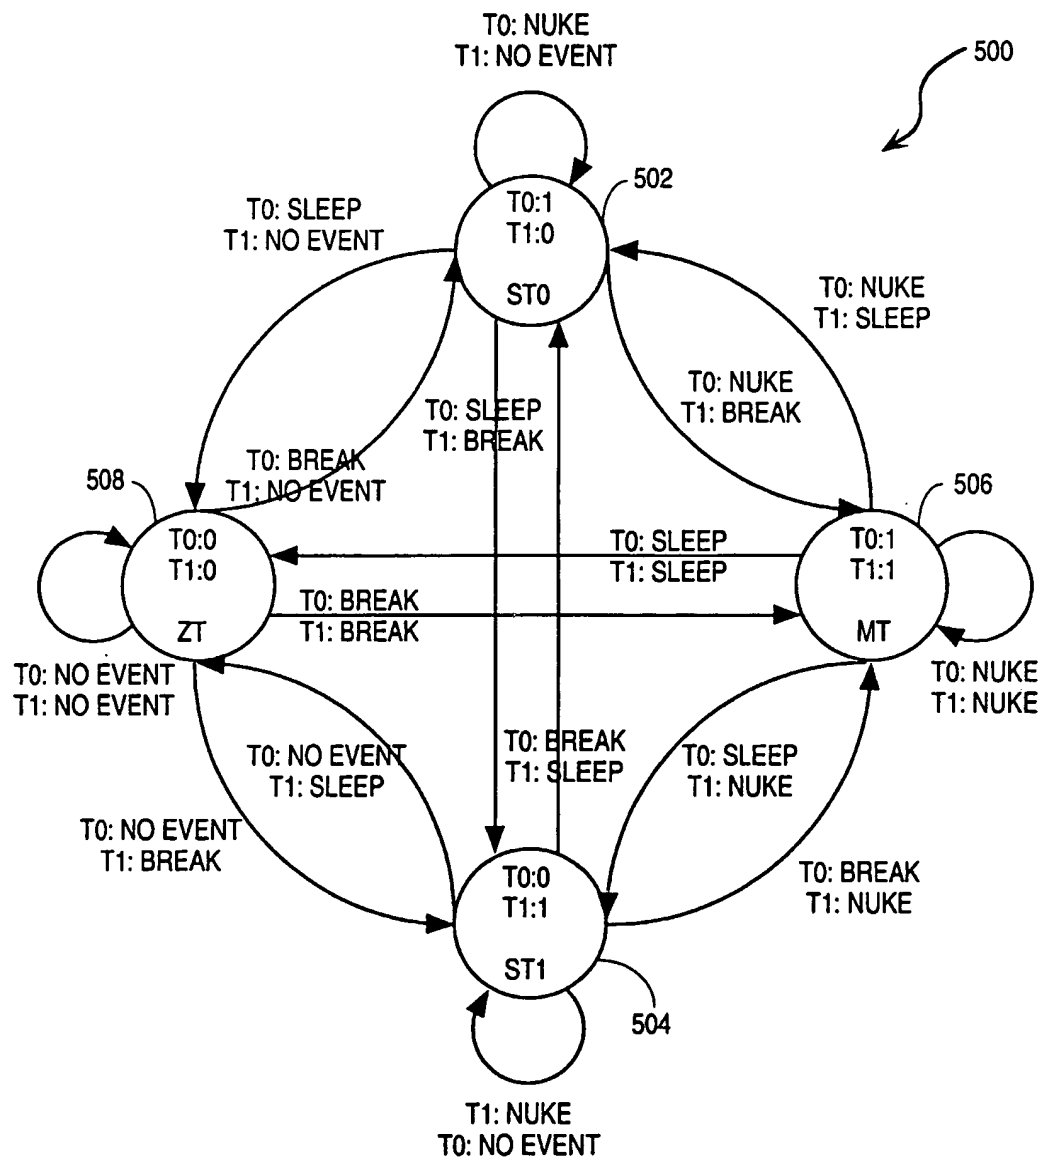 T0: NUKE
T1: NO EVENT
500
502
T0:1
T1:0
ST0
T0: SLEEP
T1: NO EVENT
T0: NUKE
T1: SLEEP
T0: NUKE
T1: BREAK
T0: SLEEP
T1: BREAK
T0: BREAK
T1: NO EVENT
508
506
T0:0
T1:0
ZT
T0: SLEEP
T1: SLEEP
T0:1
T1:1
MT
T0: BREAK
T1: BREAK
T0: NO EVENT
T1: NO EVENT
T0: NUKE
T1: NUKE
T0: NO EVENT
T1: SLEEP
T0: BREAK
T1: SLEEP
T0: SLEEP
T1: NUKE
T0: NO EVENT
T1: BREAK
T0: BREAK
T1: NUKE
T0:0
T1:1
ST1
504
T1: NUKE
T0: NO EVENT